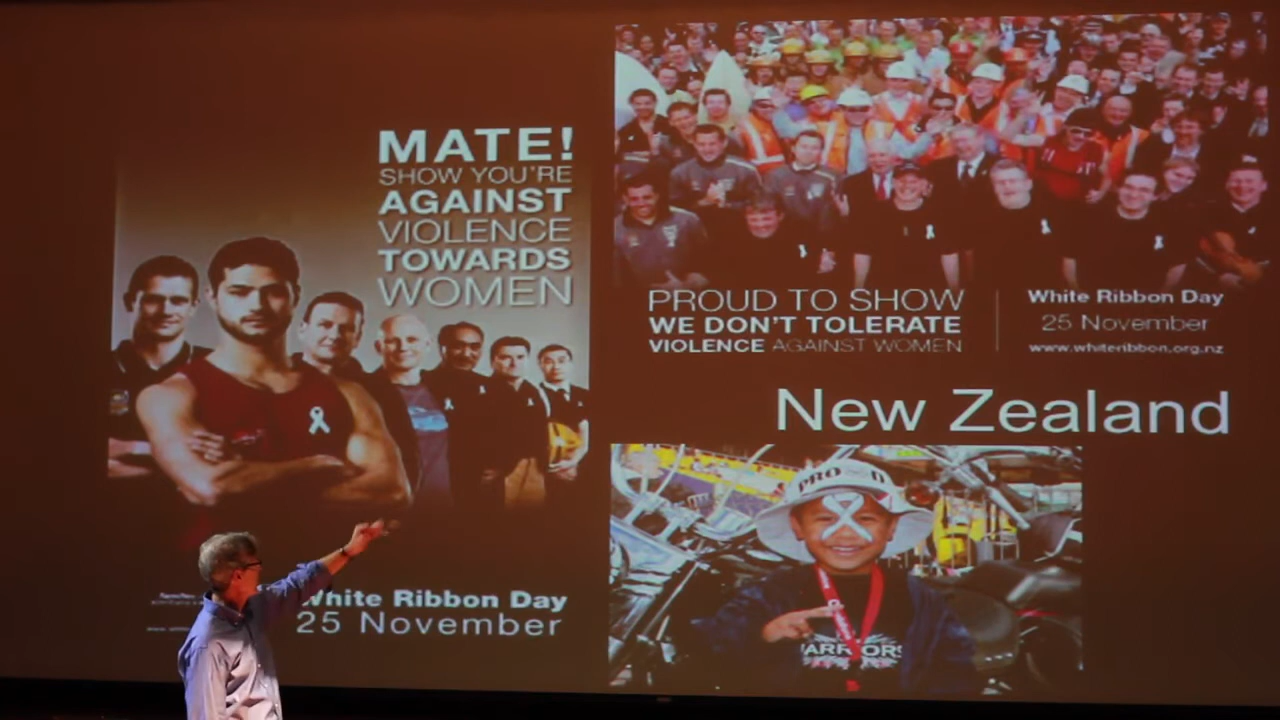 MATE!
SHOW YOU'RE
AGAINST
VIOLENCE
TOWARDS
WOMEN
White Ribbon Day
25 November
PROUD TO SHOW
WE DON'T TOLERATE
VIOLENCE AGAINST WOMEN
White Ribbon Day
25 November
www.whiteribbon.org.nz
New Zealand
PRO
WARRIORS